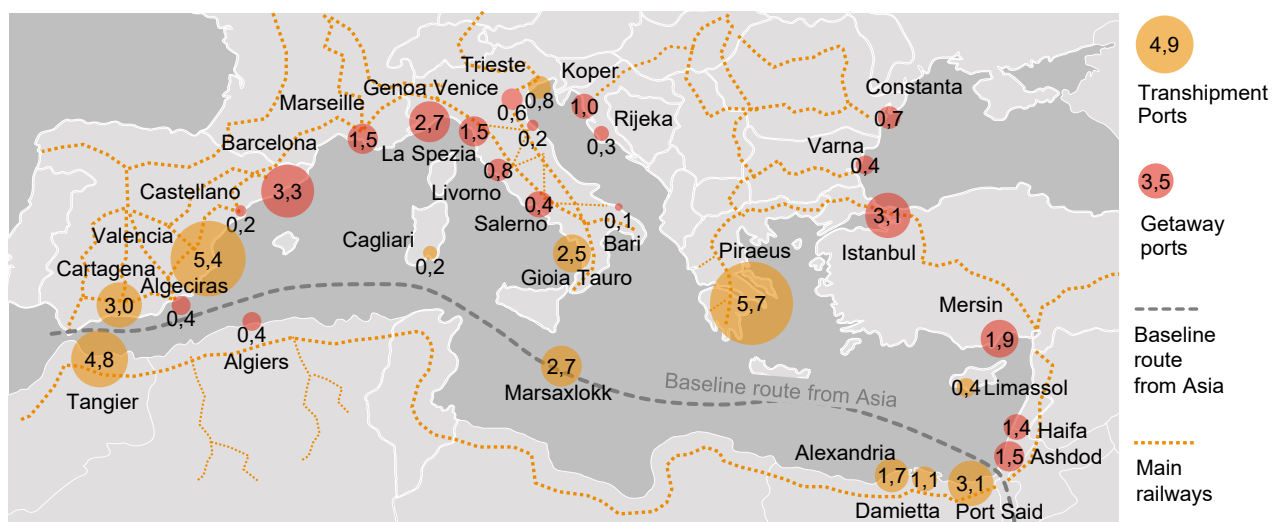 Trieste
Koper
Genoa Venice
Constanta
Marseille
0,8
1,0
0,6
0,7
2,7
1,5
1,5
Rijeka
0,2
0,3
Barcelona
La Spezia
Varna
0,4
0,8
Castellano
3,3
Livorno
0,4
0,2
Salerno
0,1
3,1
Valencia
Cagliari
Bari
Piraeus
Istanbul
5,4
0,2
2,5
Cartagena
Gioia Tauro
Algeciras
3,0
0,4
5,7
Mersin
0,4
1,9
Algiers
4,8
2,7
Tangier
Marsaxlokk
Baseline route from Asia
0,4 Limassol
1,4 Haifa
1,5 Ashdod
Alexandria
1,7
1,1
3,1
Damietta
Port Said
4,9
Transhipment
Ports
3,5
Getaway
ports
Baseline
route
from Asia
Main
railways